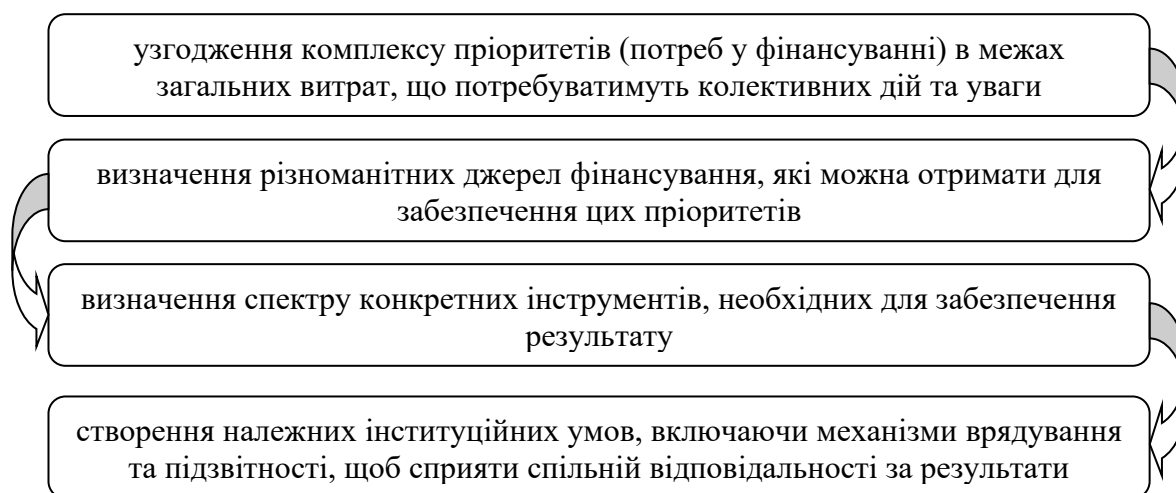 узгодження комплексу пріоритетів (потреб у фінансуванні) в межах
загальних витрат, що потребуватимуть колективних дій та уваги
визначення різноманітних джерел фінансування, які можна отримати для
забезпечення цих пріоритетів
визначення спектру конкретних інструментів, необхідних для забезпечення
результату
створення належних інституційних умов, включаючи механізми врядування
та підзвітності, щоб сприяти спільній відповідальності за результати